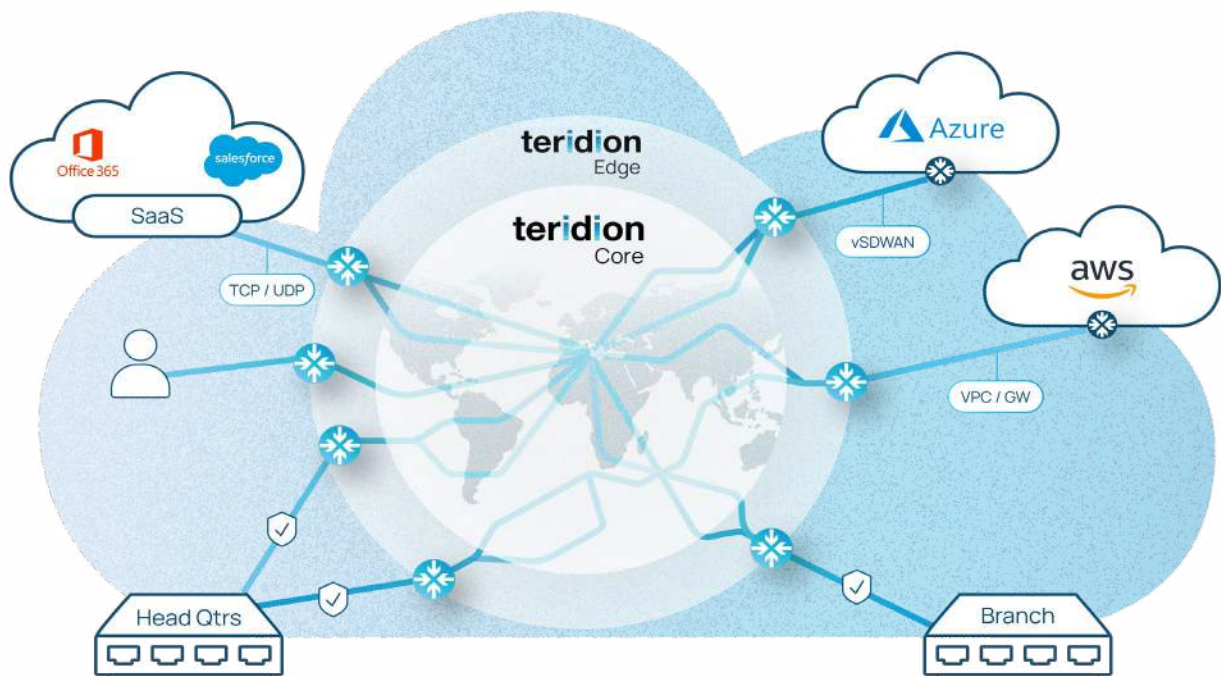 teridion
Edge
teridion
Core
Office 365
salesforce
SaaS
TCP / UDP
Azure
vSDWAN
aws
VPC / GW
Head Qtrs
Branch